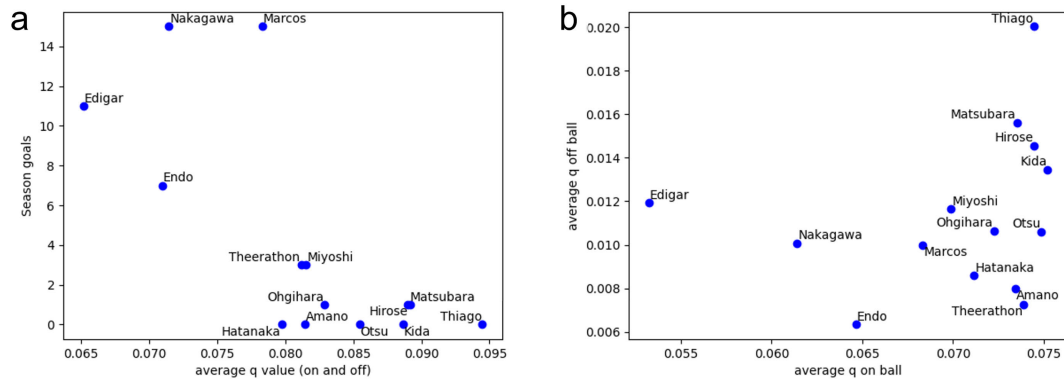 a
Nakagawa
Marcos
Edigar
Endo
Theerathon
Miyoshi
Ohgihara
Amano
Hirose
Matsubara
Hatanaka
Otsu
Kida
Thiago
Season goals
14
12
10
8
6
4
2
0
0.065 0.070 0.075 0.080 0.085 0.090 0.095
average q value (on and off)
b
Thiago
Matsubara
Hirose
Kida
Edigar
Miyoshi
Ohgihara
Otsu
Nakagawa
Marcos
Hatanaka
Amano
Theerathon
Endo
average q off ball
0.020
0.018
0.016
0.014
0.012
0.010
0.008
0.006
0.055 0.060 0.065 0.070 0.075
average q on ball